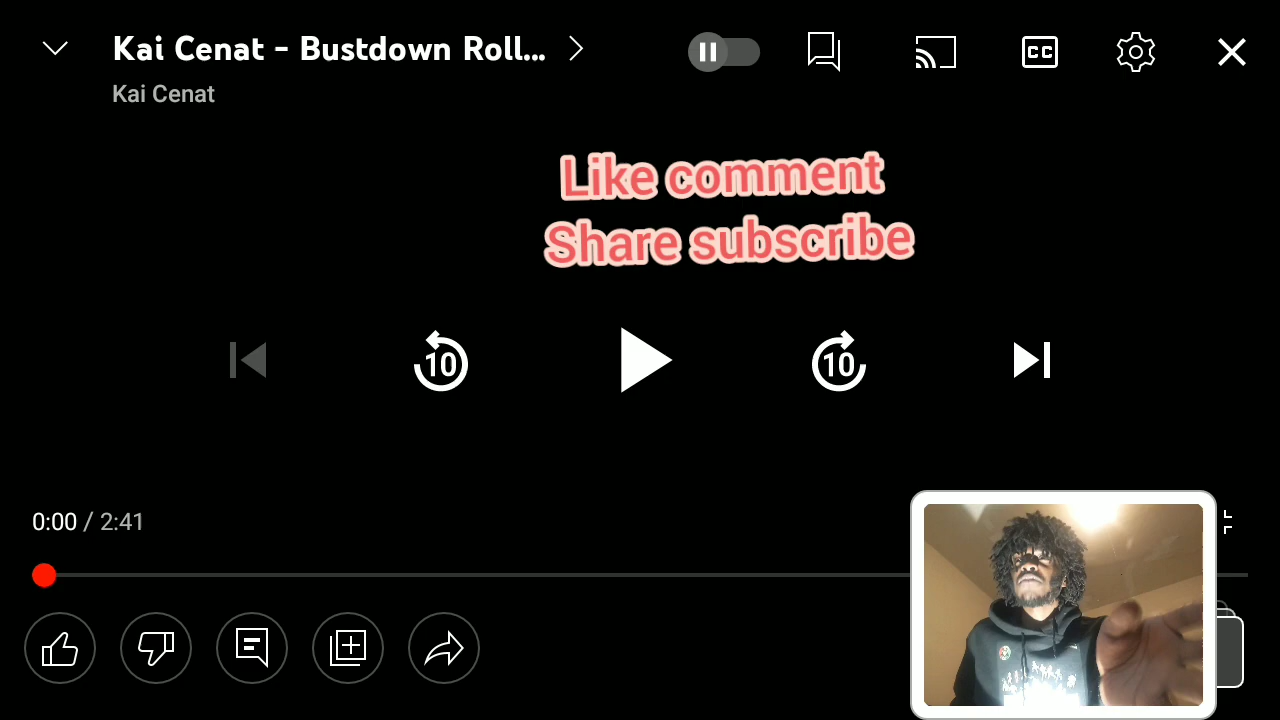 Kai Cenat - Bustdown Roll...
CC
Kai Cenat
Like comment
Share subscribe
10
10
0:00 / 2:41